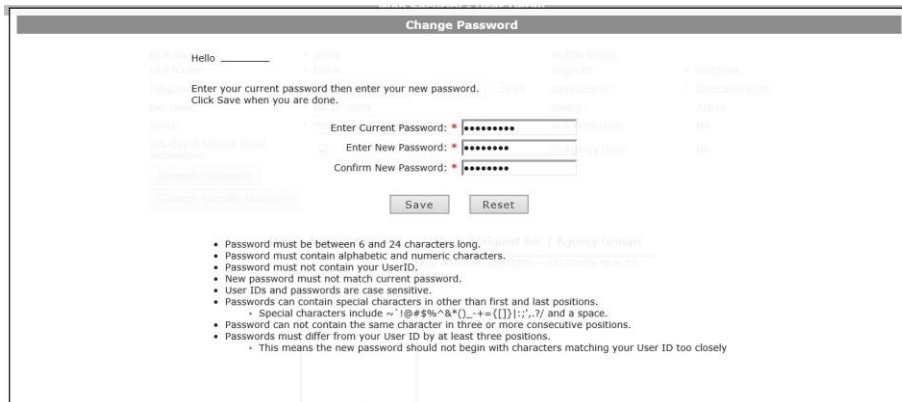 Change Password
Hello
Enter your current password then enter your new password.
Click Save when you are done.
Enter Current Password: * •••••••••
Enter New Password: * ••••••••
Confirm New Password: * ••••••••
Save Reset
• Password must be between 6 and 24 characters long.
• Password must contain alphabetic and numeric characters.
• Password must not contain your UserID.
• New password must not match current password.
• User IDs and passwords are case sensitive.
• Passwords can contain special characters in other than first and last positions.
• Special characters include ~`!@#$%^&*()_-+={[]}|:;',.?/ and a space.
• Password can not contain the same character in three or more consecutive positions.
• Passwords must differ from your User ID by at least three positions.
• This means the new password should not begin with characters matching your User ID too closely